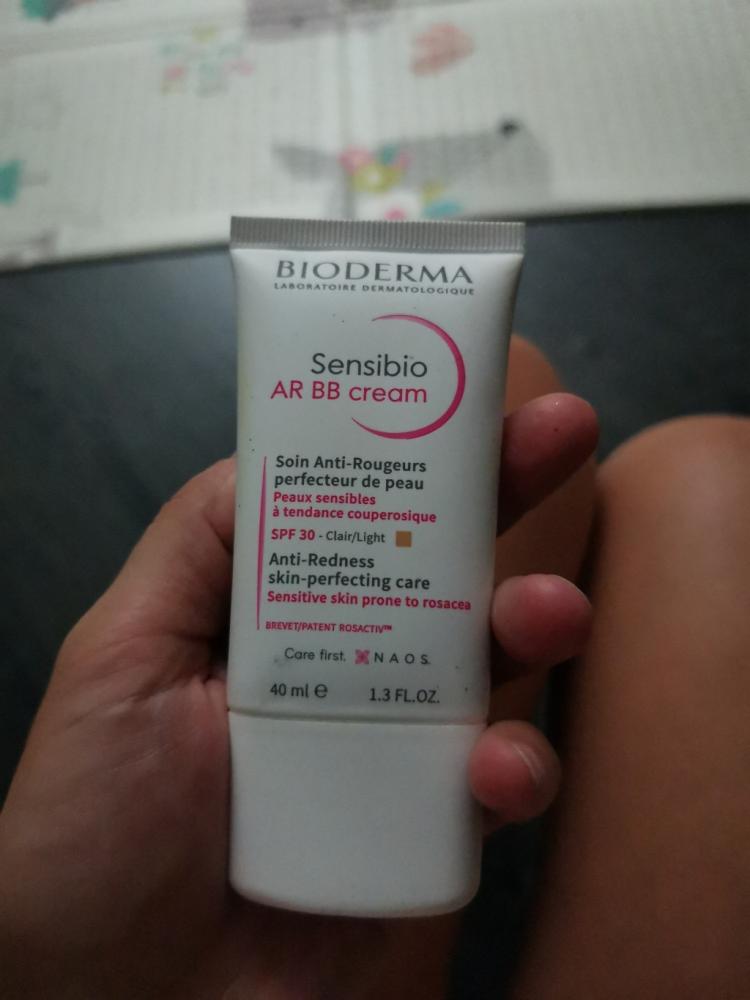 BIODERMA
LABORATOIRE DERMATOLOGIQUE
Sensibio
AR BB cream
Soin Anti-Rougeurs
perfecteur de peau
Peaux sensibles
à tendance couperosique
SPF 30 - Clair/Light
Anti-Redness
skin-perfecting care
Sensitive skin prone to rosacea
BREVET/PATENT ROSACTIV™
Care first. NAOS
40 ml e 1.3 FL.OZ.